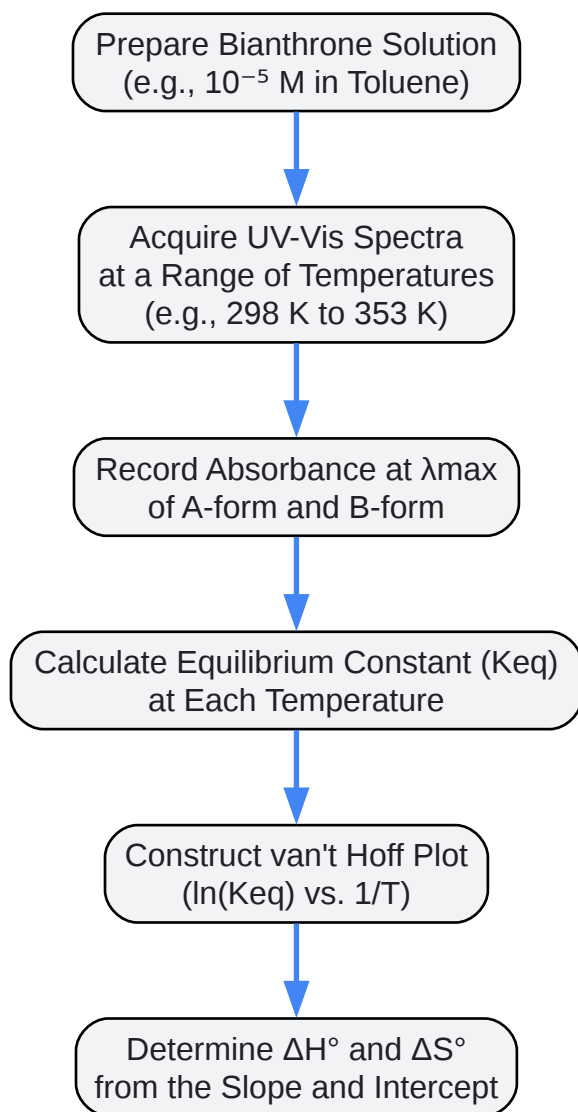 Prepare Bianthrone Solution
(e.g., 10⁻⁵ M in Toluene)
Acquire UV-Vis Spectra
at a Range of Temperatures
(e.g., 298 K to 353 K)
Record Absorbance at λmax
of A-form and B-form
Calculate Equilibrium Constant (Keq)
at Each Temperature
Construct van't Hoff Plot
(ln(Keq) vs. 1/T)
Determine ΔH° and ΔS°
from the Slope and Intercept